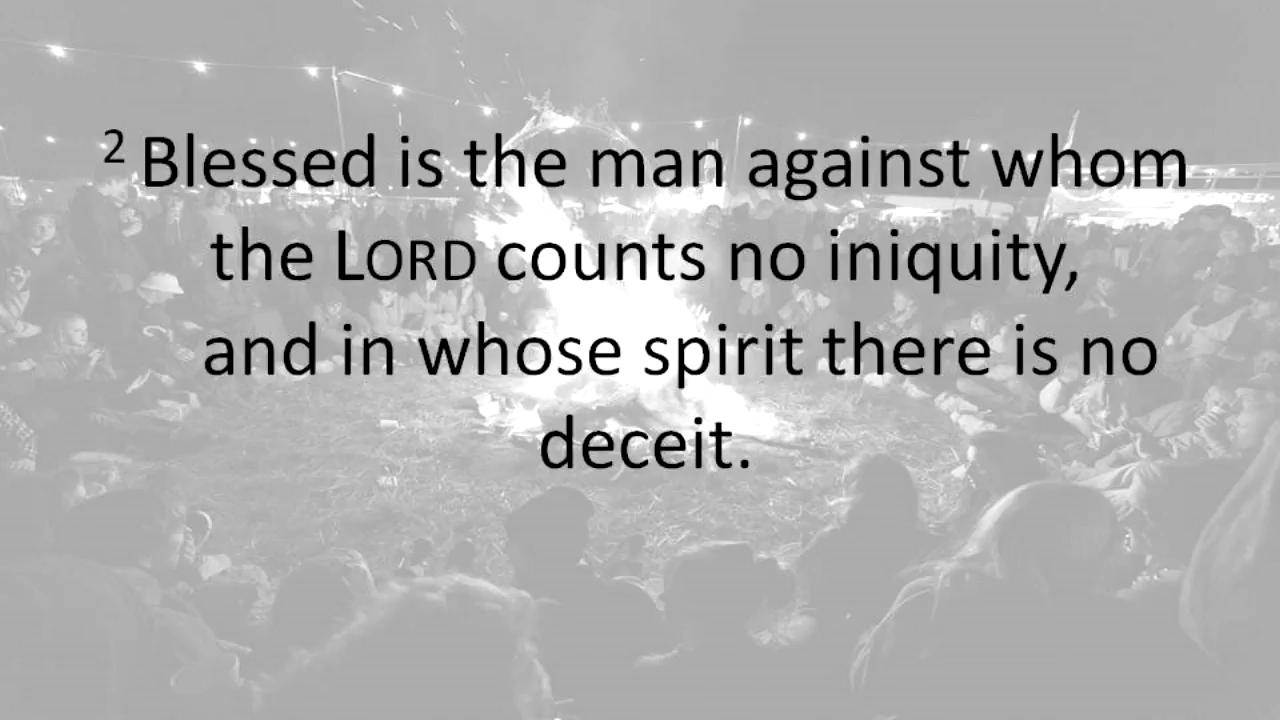 2 Blessed is the man against whom
the LORD counts no iniquity,
and in whose spirit there is no
deceit.